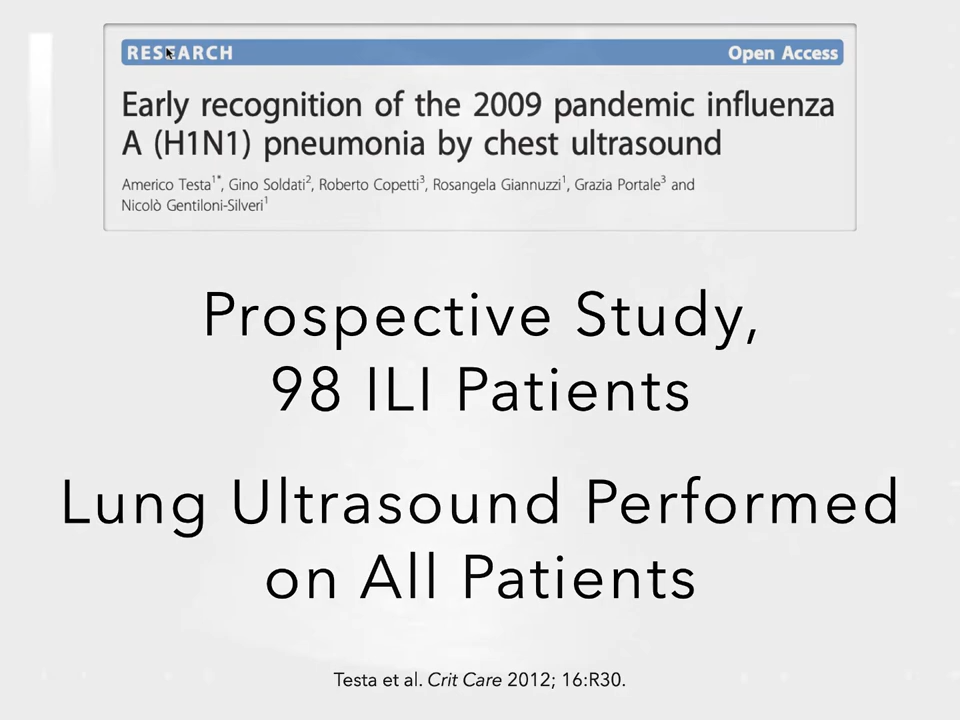 RESEARCH Open Access
Early recognition of the 2009 pandemic influenza
A (H1N1) pneumonia by chest ultrasound
Americo Testa1*, Gino Soldati2, Roberto Copetti3, Rosangela Giannuzzi1, Grazia Portale3 and
Nicolò Gentiloni-Silveri1
Prospective Study,
98 ILI Patients
Lung Ultrasound Performed
on All Patients
Testa et al. Crit Care 2012; 16:R30.